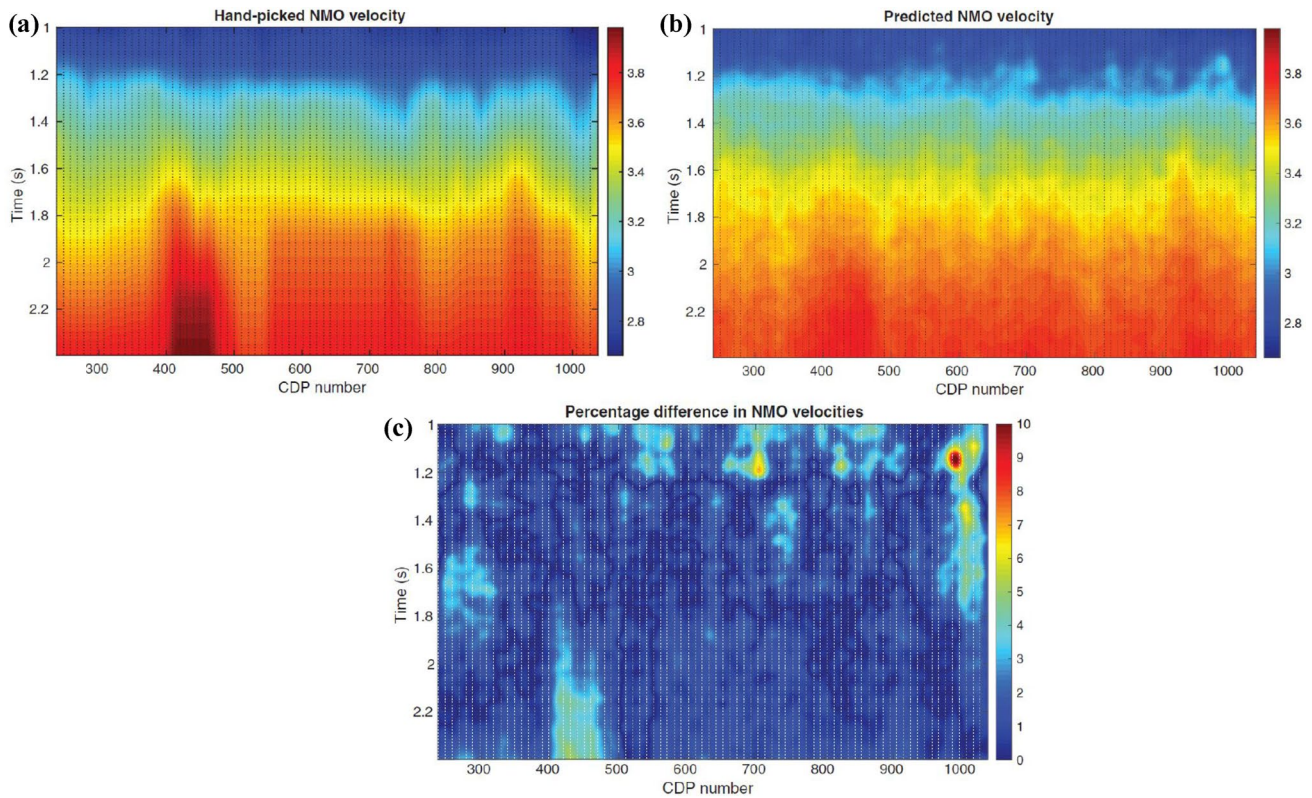 (a)
Hand-picked NMO velocity
1
1.2
1.4
1.6
1.8
2
2.2
Time (s)
300 400 500 600 700 800 900 1000
CDP number
3.8
3.6
3.4
3.2
3
2.8
(b)
Predicted NMO velocity
1
1.2
1.4
1.6
1.8
2
2.2
Time (s)
300 400 500 600 700 800 900 1000
CDP number
3.8
3.6
3.4
3.2
3
2.8
(c)
Percentage difference in NMO velocities
1
1.2
1.4
1.6
1.8
2
2.2
Time (s)
300 400 500 600 700 800 900 1000
CDP number
10
9
8
7
6
5
4
3
2
1
0